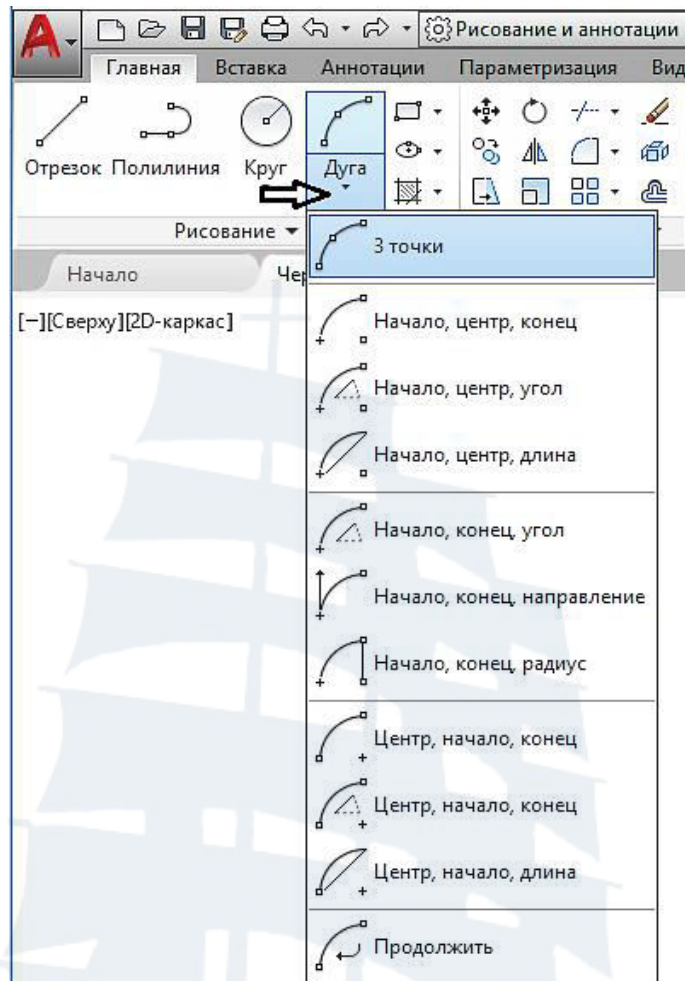 Рисование и аннотации
Главная Вставка Аннотации Параметризация Вид
Отрезок Полилиния Круг Дуга
Рисование
Начало Чер
[−][Сверху][2D-каркас]
3 точки
Начало, центр, конец
Начало, центр, угол
Начало, центр, длина
Начало, конец, угол
Начало, конец, направление
Начало, конец, радиус
Центр, начало, конец
Центр, начало, конец
Центр, начало, длина
Продолжить